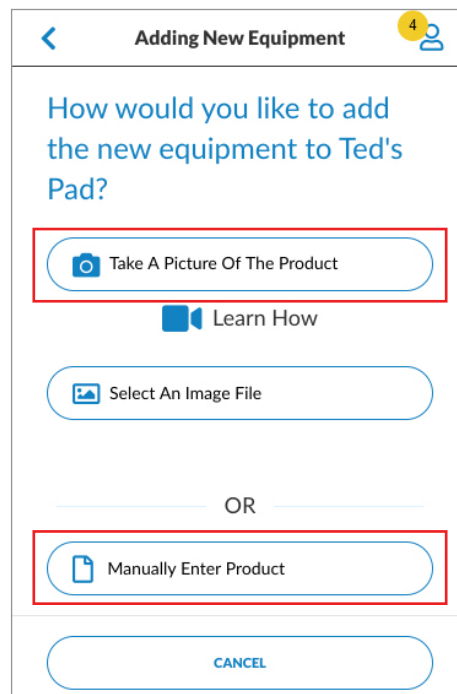 Adding New Equipment
4
How would you like to add
the new equipment to Ted's
Pad?
Take A Picture Of The Product
Learn How
Select An Image File
OR
Manually Enter Product
CANCEL